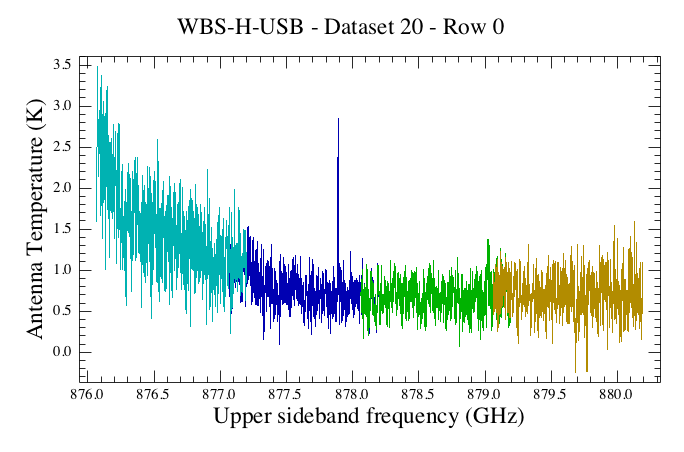 WBS-H-USB - Dataset 20 - Row 0
Antenna Temperature (K)
3.5
3.0
2.5
2.0
1.5
1.0
0.5
0.0
876.0 876.5 877.0 877.5 878.0 878.5 879.0 879.5 880.0
Upper sideband frequency (GHz)